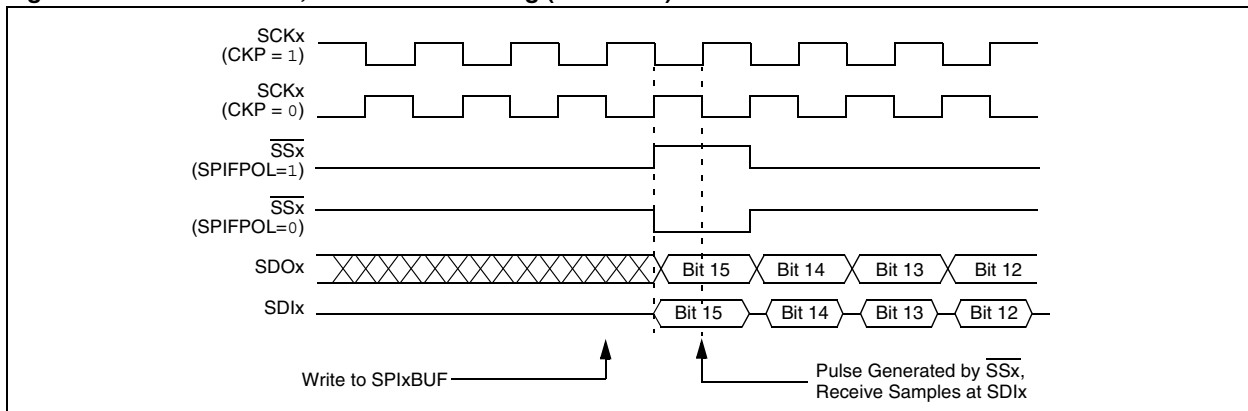 SCKx
(CKP = 1)
SCKx
(CKP = 0)
SSx
(SPIFPOL=1)
SSx
(SPIFPOL=0)
SDOx
Bit 15 Bit 14 Bit 13 Bit 12
SDIx
Bit 15 Bit 14 Bit 13 Bit 12
Write to SPIxBUF
Pulse Generated by SSx,
Receive Samples at SDIx